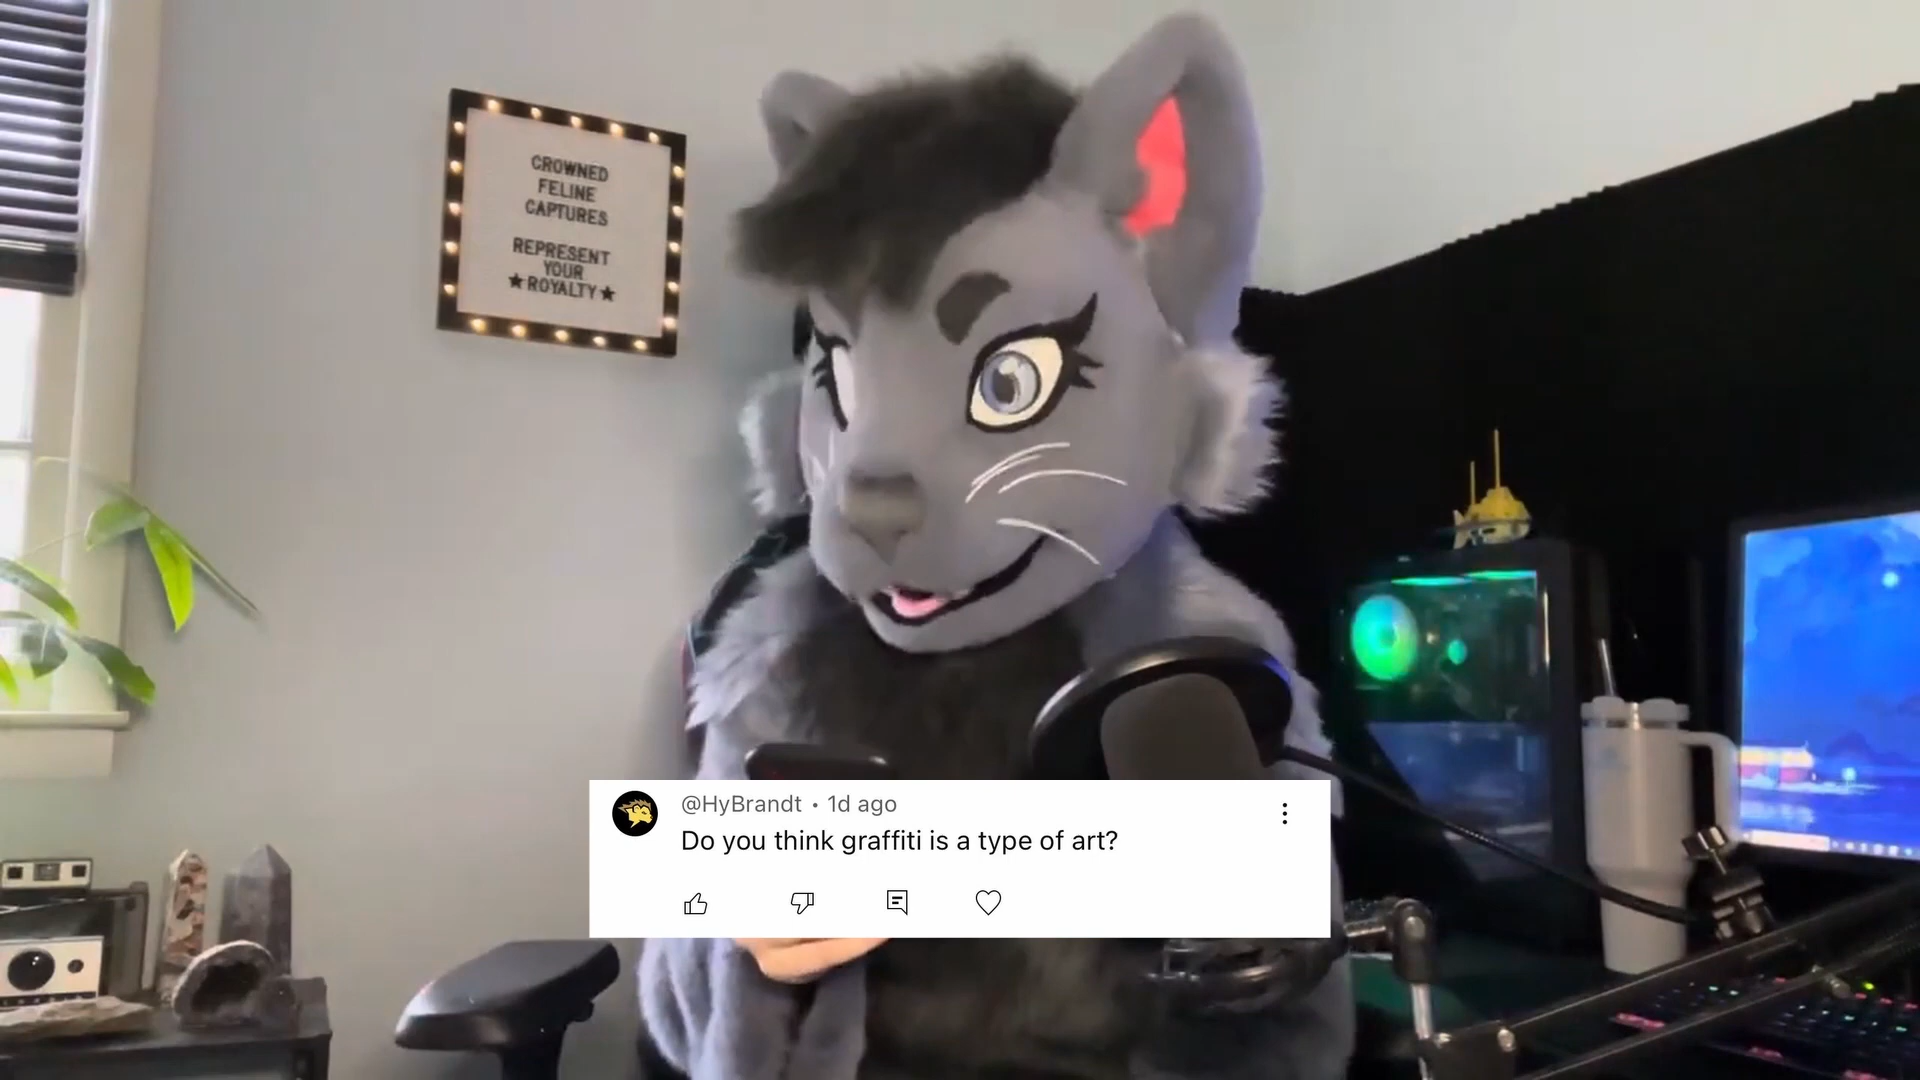 CROWNED
FELINE
CAPTURES
REPRESENT
YOUR
★ROYALTY★
@HyBrandt • 1d ago
Do you think graffiti is a type of art?